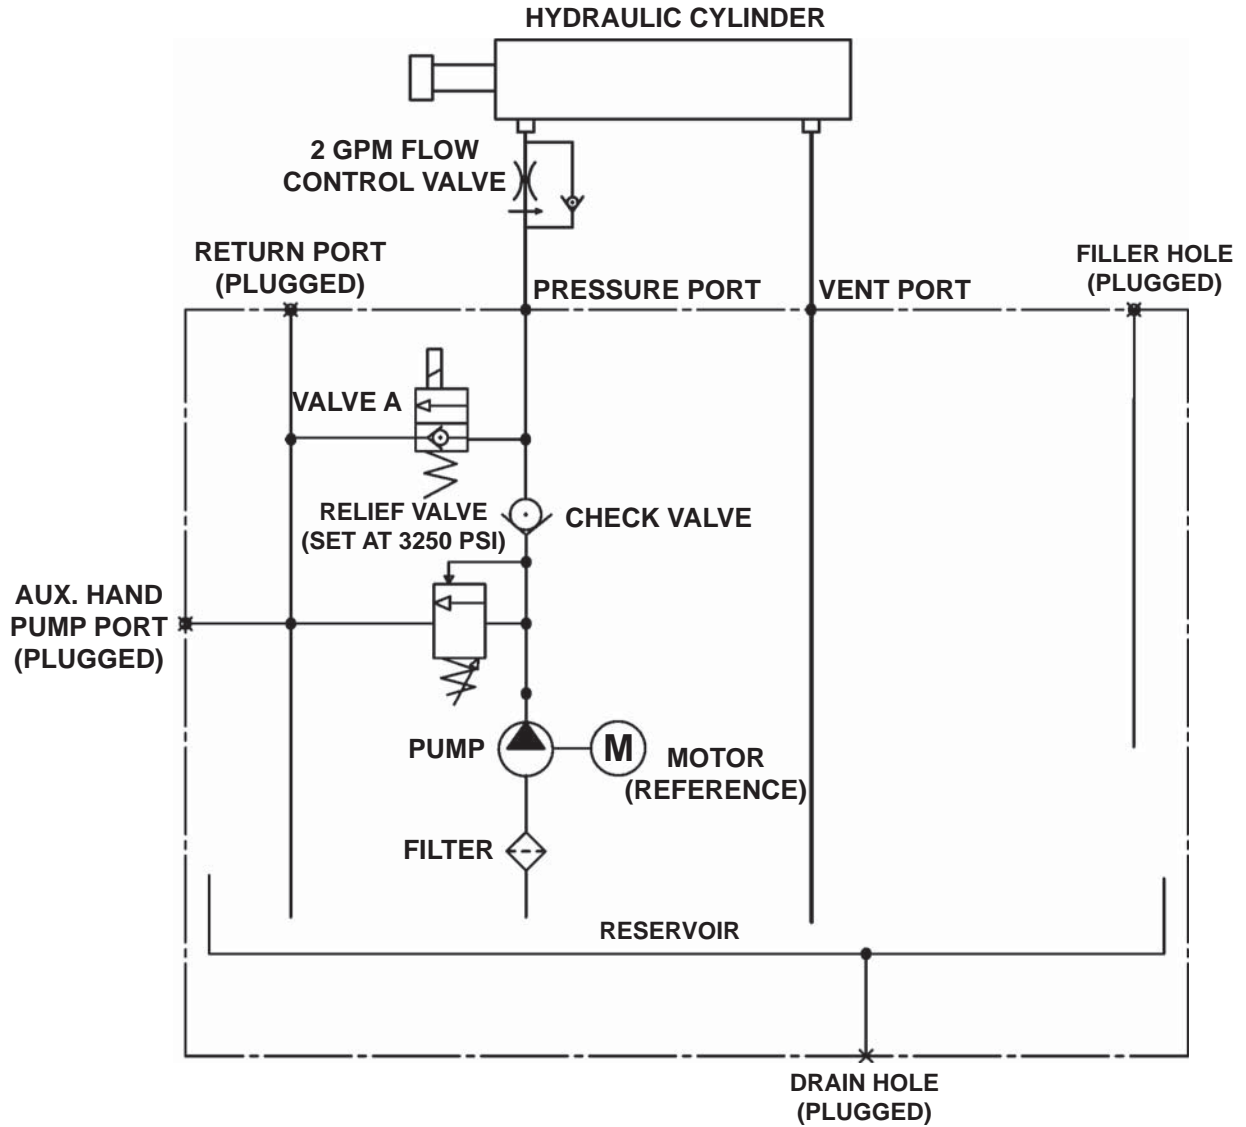 HYDRAULIC CYLINDER
2 GPM FLOW
CONTROL VALVE
RETURN PORT
(PLUGGED)
PRESSURE PORT
VENT PORT
FILLER HOLE
(PLUGGED)
VALVE A
RELIEF VALVE
(SET AT 3250 PSI)
CHECK VALVE
AUX. HAND
PUMP PORT
(PLUGGED)
PUMP
M
MOTOR
(REFERENCE)
FILTER
RESERVOIR
DRAIN HOLE
(PLUGGED)